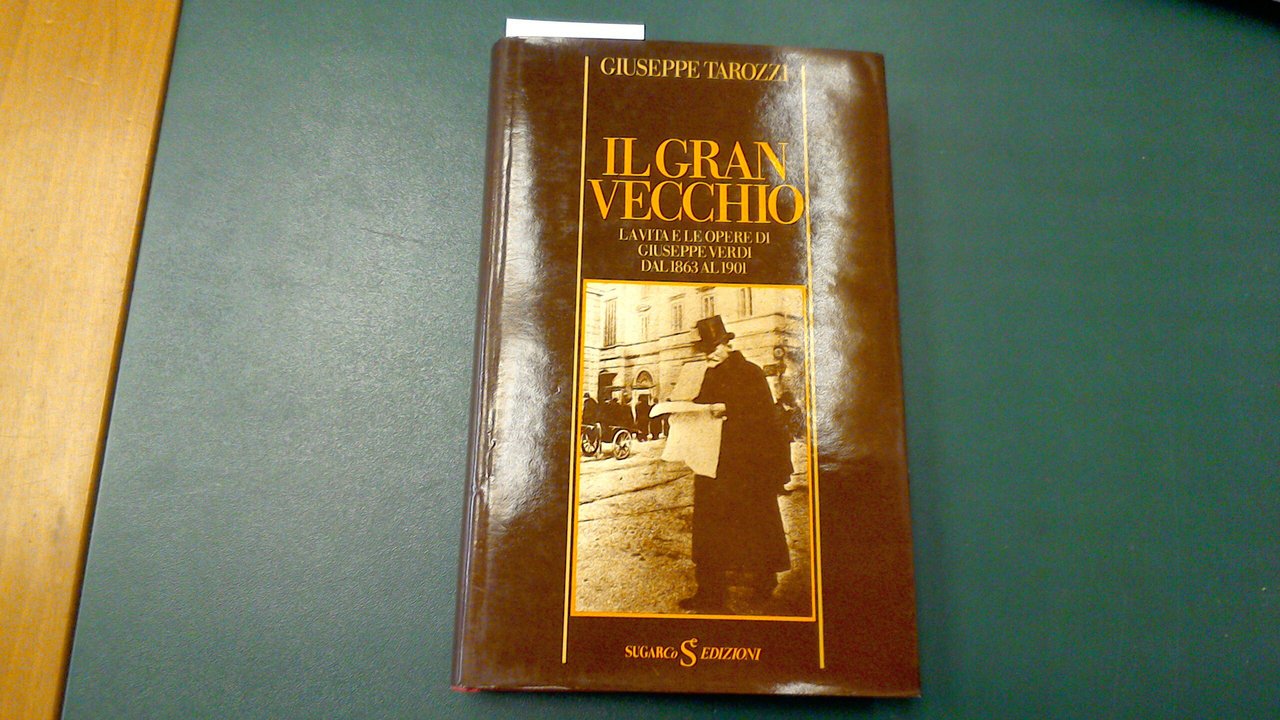 GIUSEPPE TAROZZI
IL GRAN
VECCHIO
LA VITA E LE OPERE DI
GIUSEPPE VERDI
DAL 1863 AL 1901
SUGARCo EDIZIONI